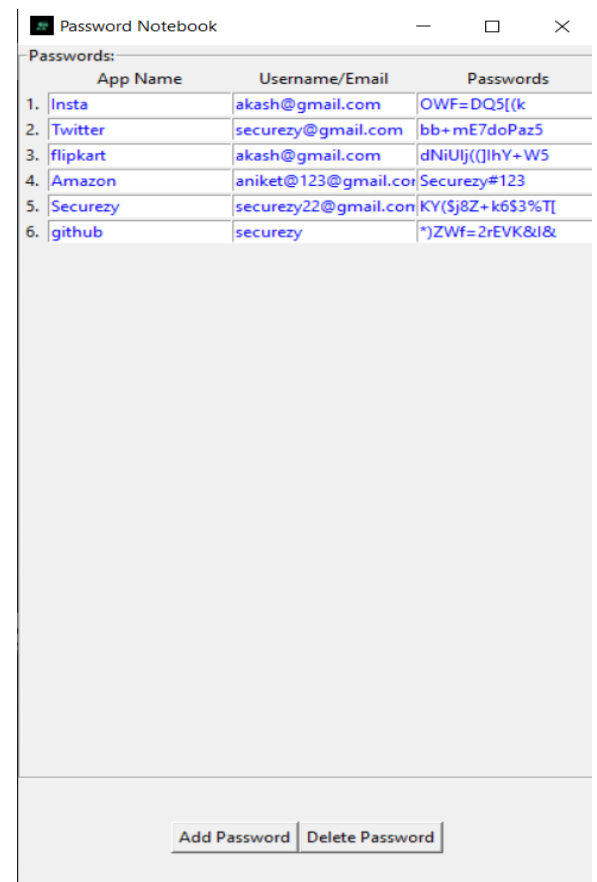 Password Notebook
Passwords:
App Name Username/Email Passwords
1. Insta akash@gmail.com OWF=DQ5[(k
2. Twitter securezy@gmail.com bb+mE7doPaz5
3. flipkart akash@gmail.com dNiUIj((]IhY+W5
4. Amazon aniket@123@gmail.cor Securezy#123
5. Securezy securezy22@gmail.con KY($j8Z+k6$3%T[
6. github securezy *)ZWf=2rEVK&I&
Add Password Delete Password